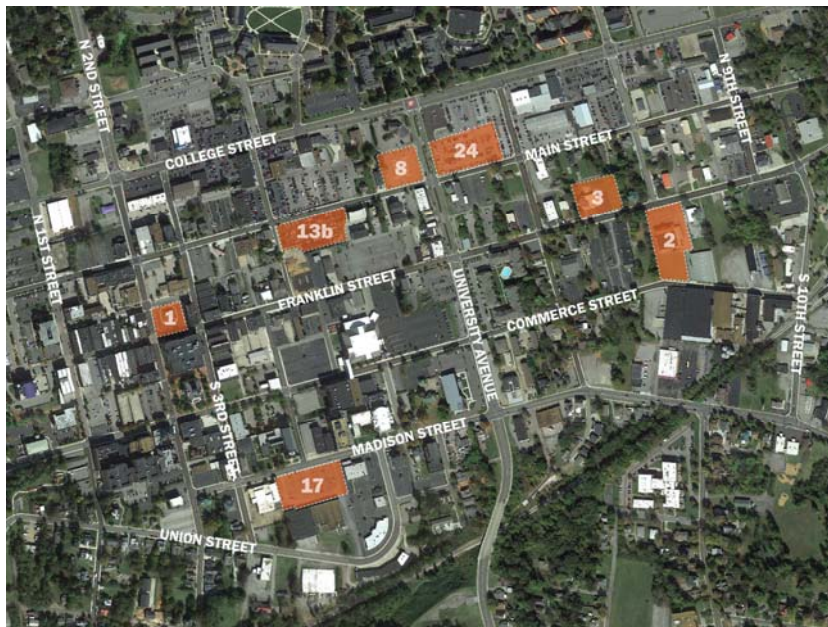 N 2ND STREET
N 9TH STREET
COLLEGE STREET
8
24
MAIN STREET
N 1ST STREET
13b
3
2
1
FRANKLIN STREET
UNIVERSITY AVENUE
COMMERCE STREET
S 10TH STREET
S 3RD STREET
MADISON STREET
17
UNION STREET